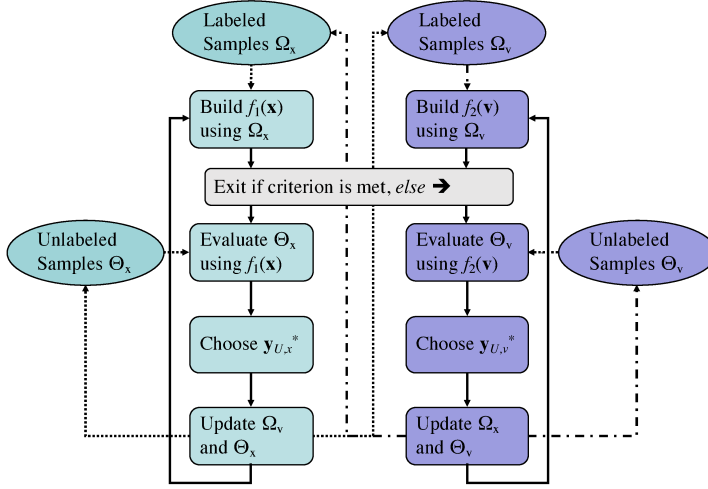 Labeled
Samples Ωx
Labeled
Samples Ωv
Build f1(x)
using Ωx
Build f2(v)
using Ωv
Exit if criterion is met, else ➔
Unlabeled
Samples Θx
Evaluate Θx
using f1(x)
Evaluate Θv
using f2(v)
Unlabeled
Samples Θv
Choose yU,x*
Choose yU,v*
Update Ωv
and Θx
Update Ωx
and Θv